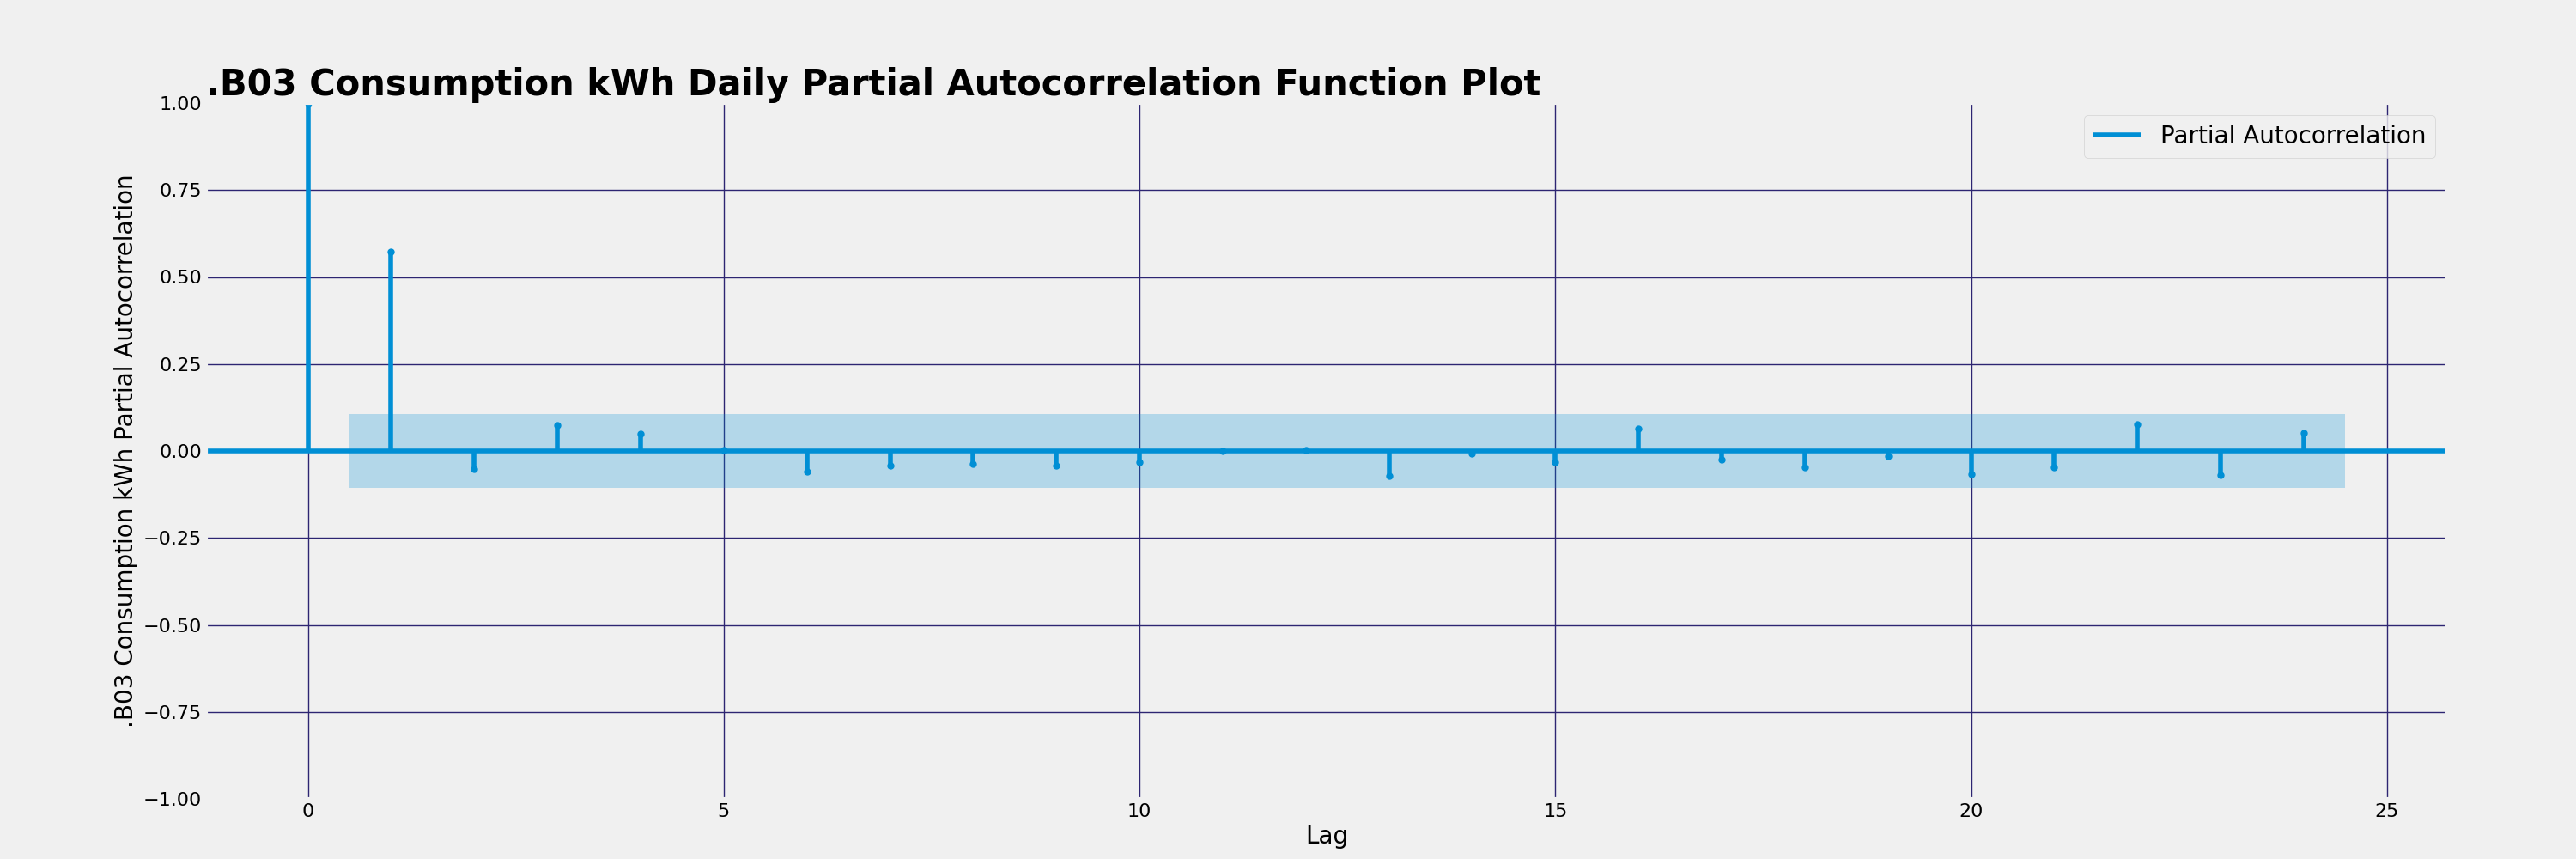 .B03 Consumption kWh Daily Partial Autocorrelation Function Plot
Partial Autocorrelation
.B03 Consumption kWh Partial Autocorrelation
1.00
0.75
0.50
0.25
0.00
−0.25
−0.50
−0.75
−1.00
0 5 10 15 20 25
Lag